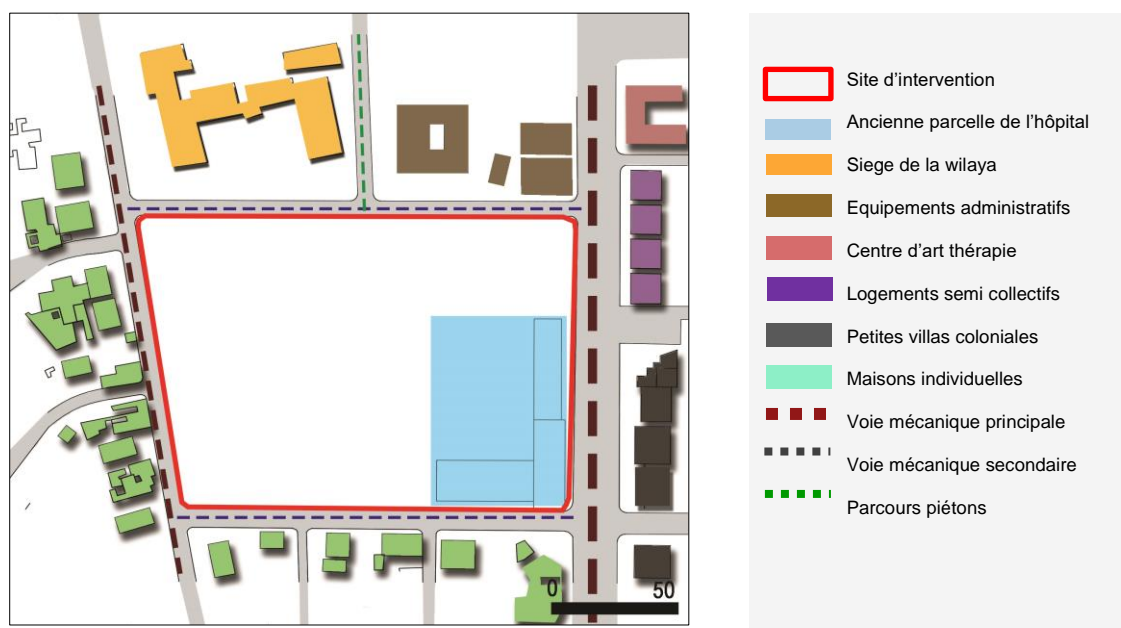 Site d'intervention
Ancienne parcelle de l'hôpital
Siege de la wilaya
Equipements administratifs
Centre d'art thérapie
Logements semi collectifs
Petites villas coloniales
Maisons individuelles
Voie mécanique principale
Voie mécanique secondaire
Parcours piétons
0 50